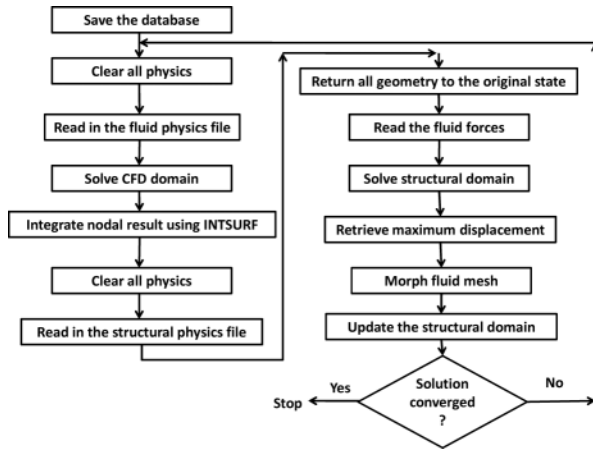 Save the database
Clear all physics
Read in the fluid physics file
Solve CFD domain
Integrate nodal result using INTSURF
Clear all physics
Read in the structural physics file
Return all geometry to the original state
Read the fluid forces
Solve structural domain
Retrieve maximum displacement
Morph fluid mesh
Update the structural domain
Solution
converged
?
Yes
No
Stop